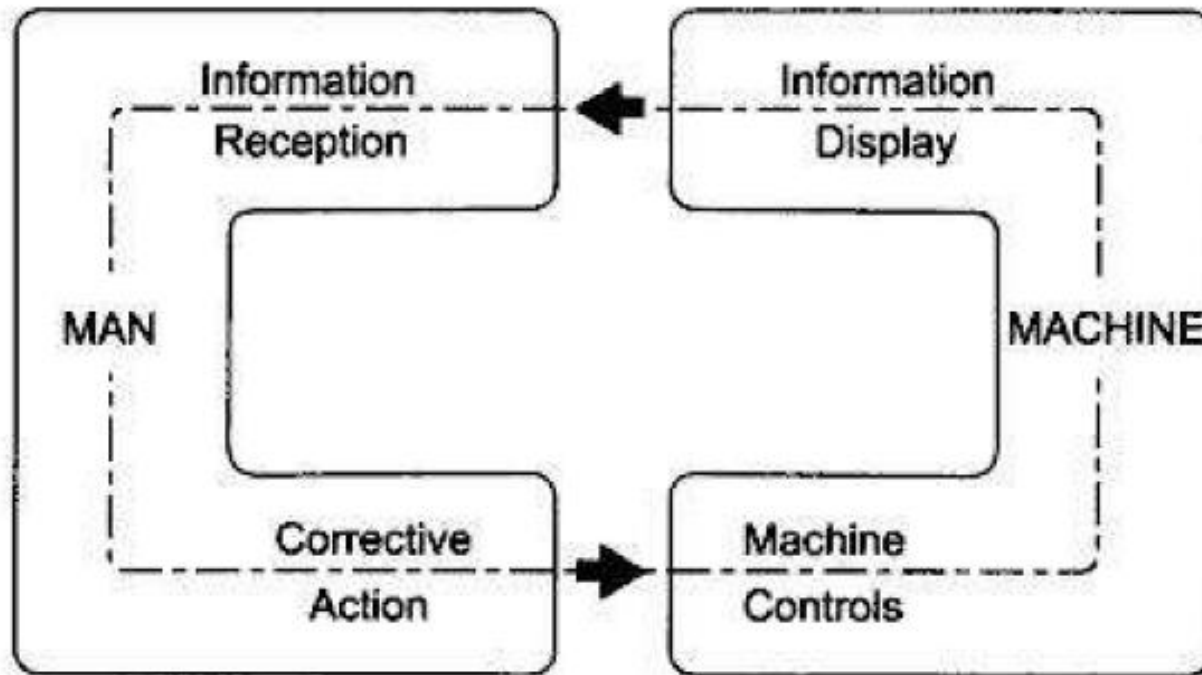 Information
Reception
Information
Display
MAN
MACHINE
Corrective
Action
Machine
Controls